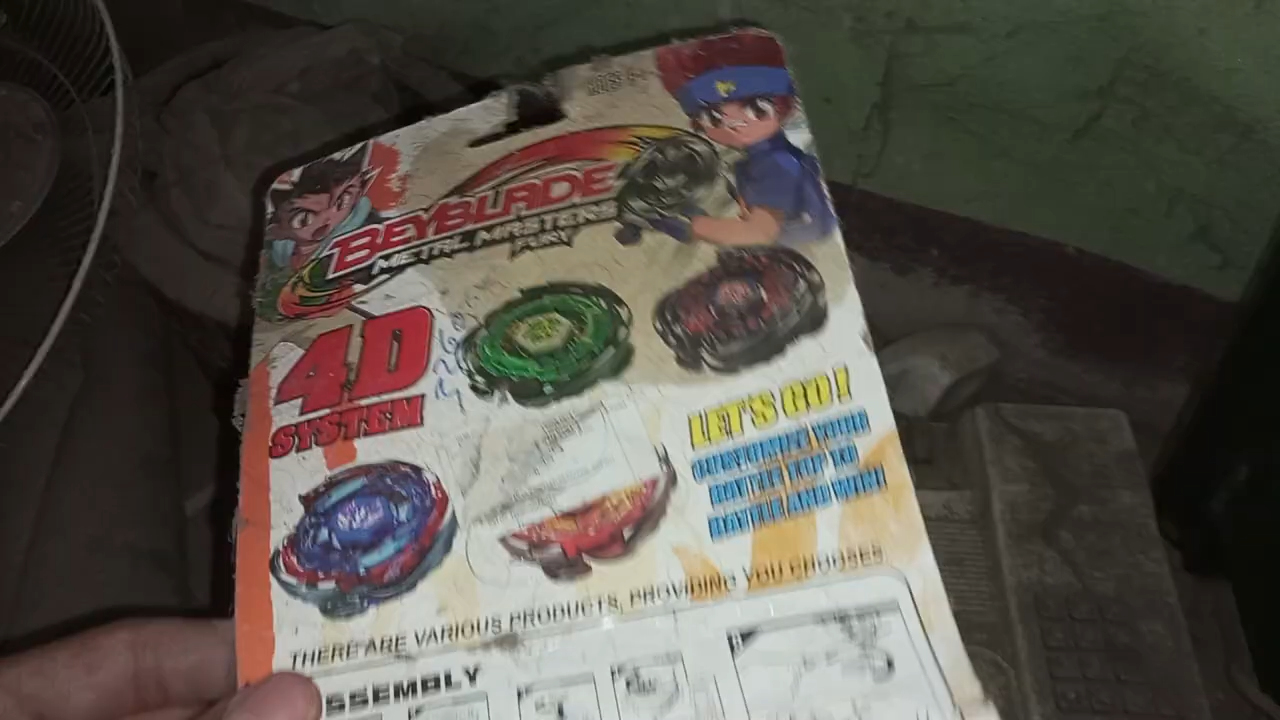 BEYBLADE
METAL MASTERS
FURY
4D
SYSTEM
LET'S GO!
CUSTOMIZE YOUR
BATTLE TOP TO
BATTLE AND WIN!
THERE ARE VARIOUS PRODUCTS, PROVIDING YOU CHOOSES
SSEMBLY